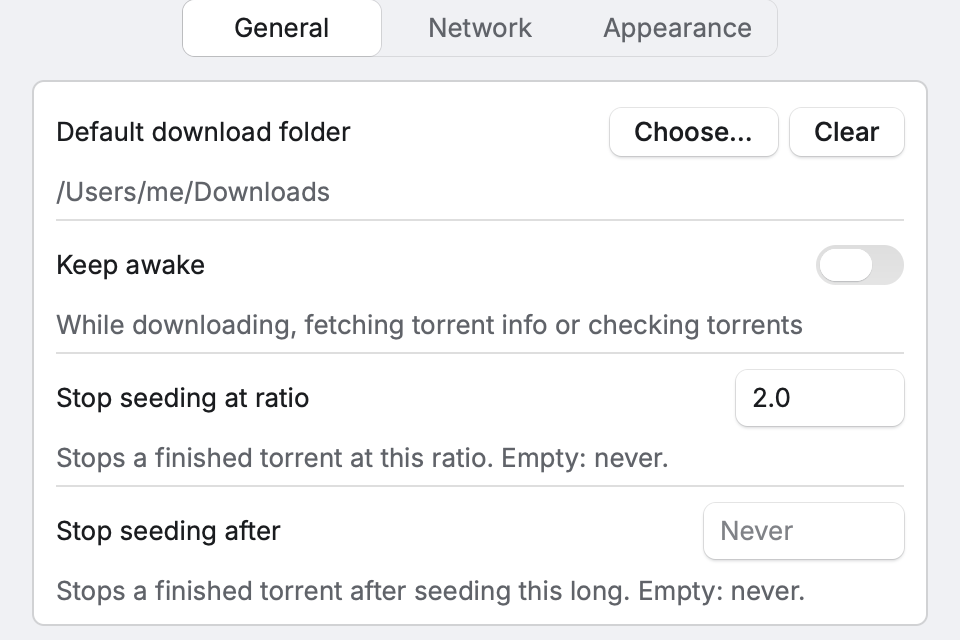 General Network Appearance
Default download folder Choose... Clear
/Users/me/Downloads
Keep awake
While downloading, fetching torrent info or checking torrents
Stop seeding at ratio 2.0
Stops a finished torrent at this ratio. Empty: never.
Stop seeding after Never
Stops a finished torrent after seeding this long. Empty: never.